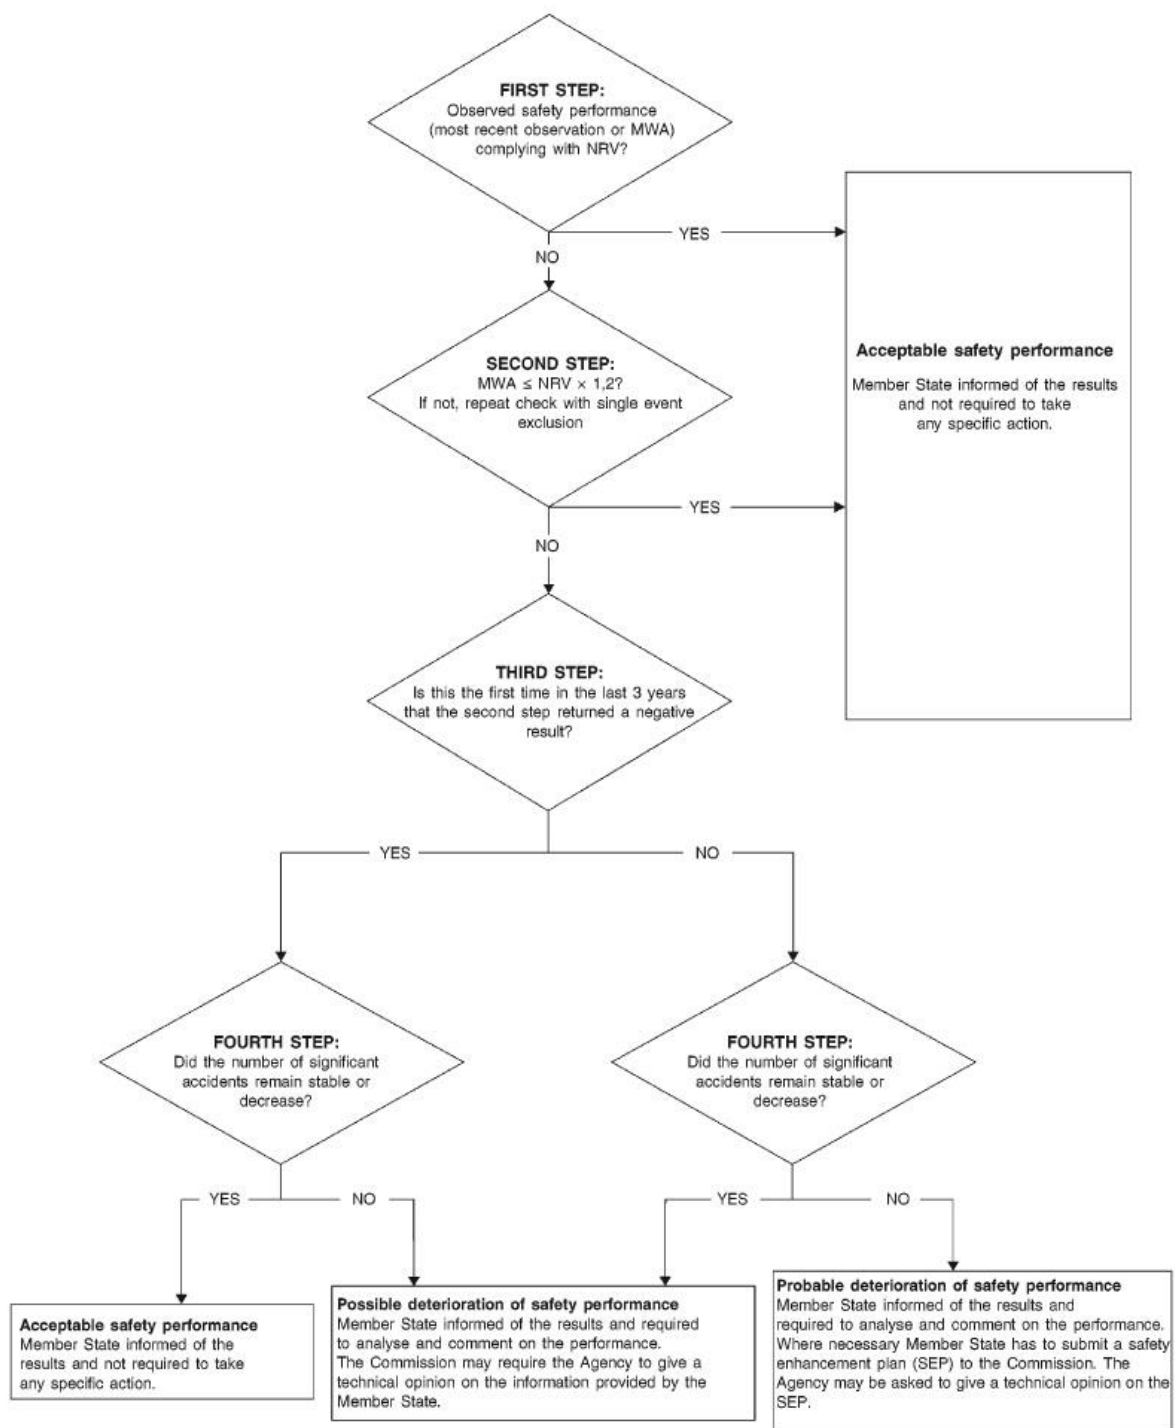 FIRST STEP:
Observed safety performance
(most recent observation or MWA)
complying with NRV?
YES
NO
SECOND STEP:
MWA ≤ NRV × 1,2?
If not, repeat check with single event
exclusion
YES
NO
Acceptable safety performance
Member State informed of the results
and not required to take
any specific action.
THIRD STEP:
Is this the first time in the last 3 years
that the second step returned a negative
result?
YES
NO
FOURTH STEP:
Did the number of significant
accidents remain stable or
decrease?
FOURTH STEP:
Did the number of significant
accidents remain stable or
decrease?
YES
NO
YES
NO
Acceptable safety performance
Member State informed of the
results and not required to take
any specific action.
Possible deterioration of safety performance
Member State informed of the results and required
to analyse and comment on the performance.
The Commission may require the Agency to give a
technical opinion on the information provided by the
Member State.
Probable deterioration of safety performance
Member State informed of the results and
required to analyse and comment on the performance.
Where necessary Member State has to submit a safety
enhancement plan (SEP) to the Commission. The
Agency may be asked to give a technical opinion on the
SEP.